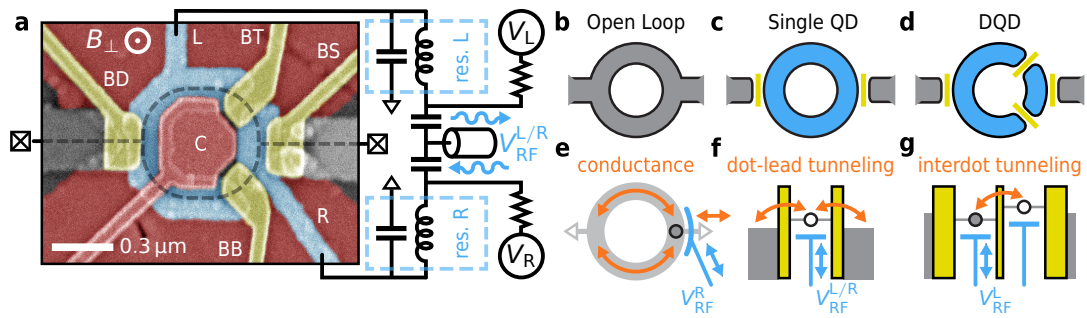 a
B⊥
L
BT
BS
BD
C
R
BB
0.3 μm
res. L
res. R
V_L
V_R
V_RF^L/R
b Open Loop
c Single QD
d DQD
e conductance
V_RF^R
f dot-lead tunneling
V_RF^L/R
g interdot tunneling
V_RF^L